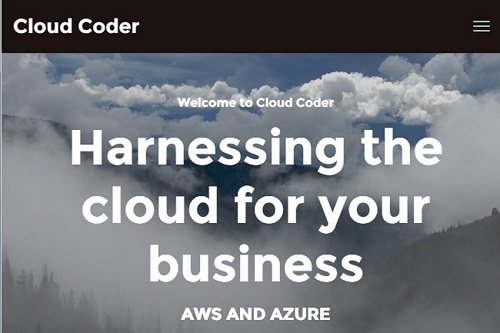 Cloud Coder
Welcome to Cloud Coder
Harnessing the
cloud for your
business
AWS AND AZURE